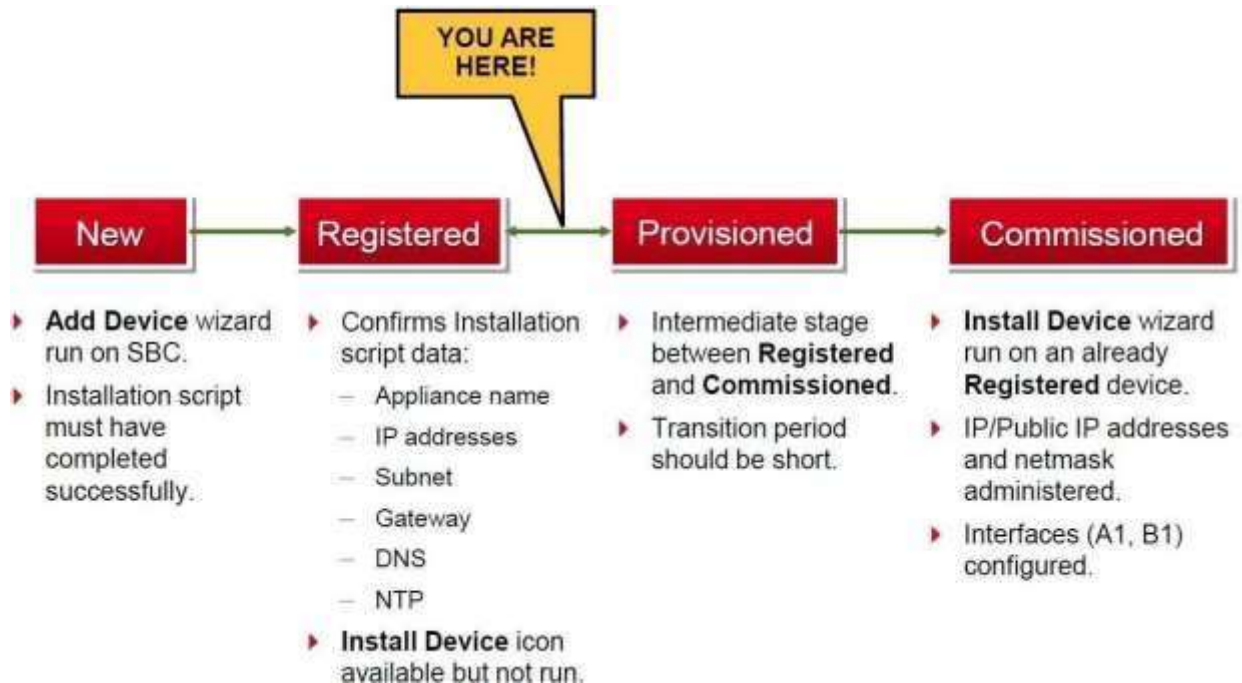 YOU ARE
HERE!
New
Registered
Provisioned
Commissioned
Add Device wizard
run on SBC.
Installation script
must have
completed
successfully.
Confirms Installation
script data:
– Appliance name
– IP addresses
– Subnet
– Gateway
– DNS
– NTP
Install Device icon
available but not run.
Intermediate stage
between Registered
and Commissioned.
Transition period
should be short.
Install Device wizard
run on an already
Registered device.
IP/Public IP addresses
and netmask
administered.
Interfaces (A1, B1)
configured.